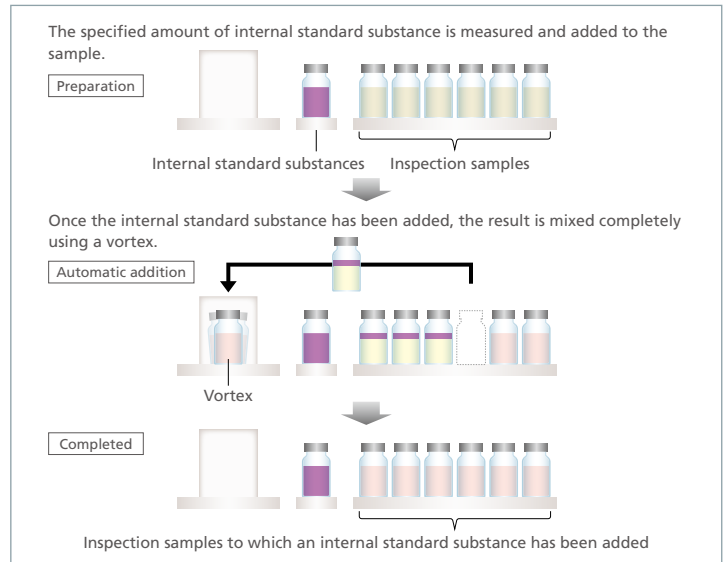 The specified amount of internal standard substance is measured and added to the
sample.
Preparation
Internal standard substances
Inspection samples
Once the internal standard substance has been added, the result is mixed completely
using a vortex.
Automatic addition
Vortex
Completed
Inspection samples to which an internal standard substance has been added